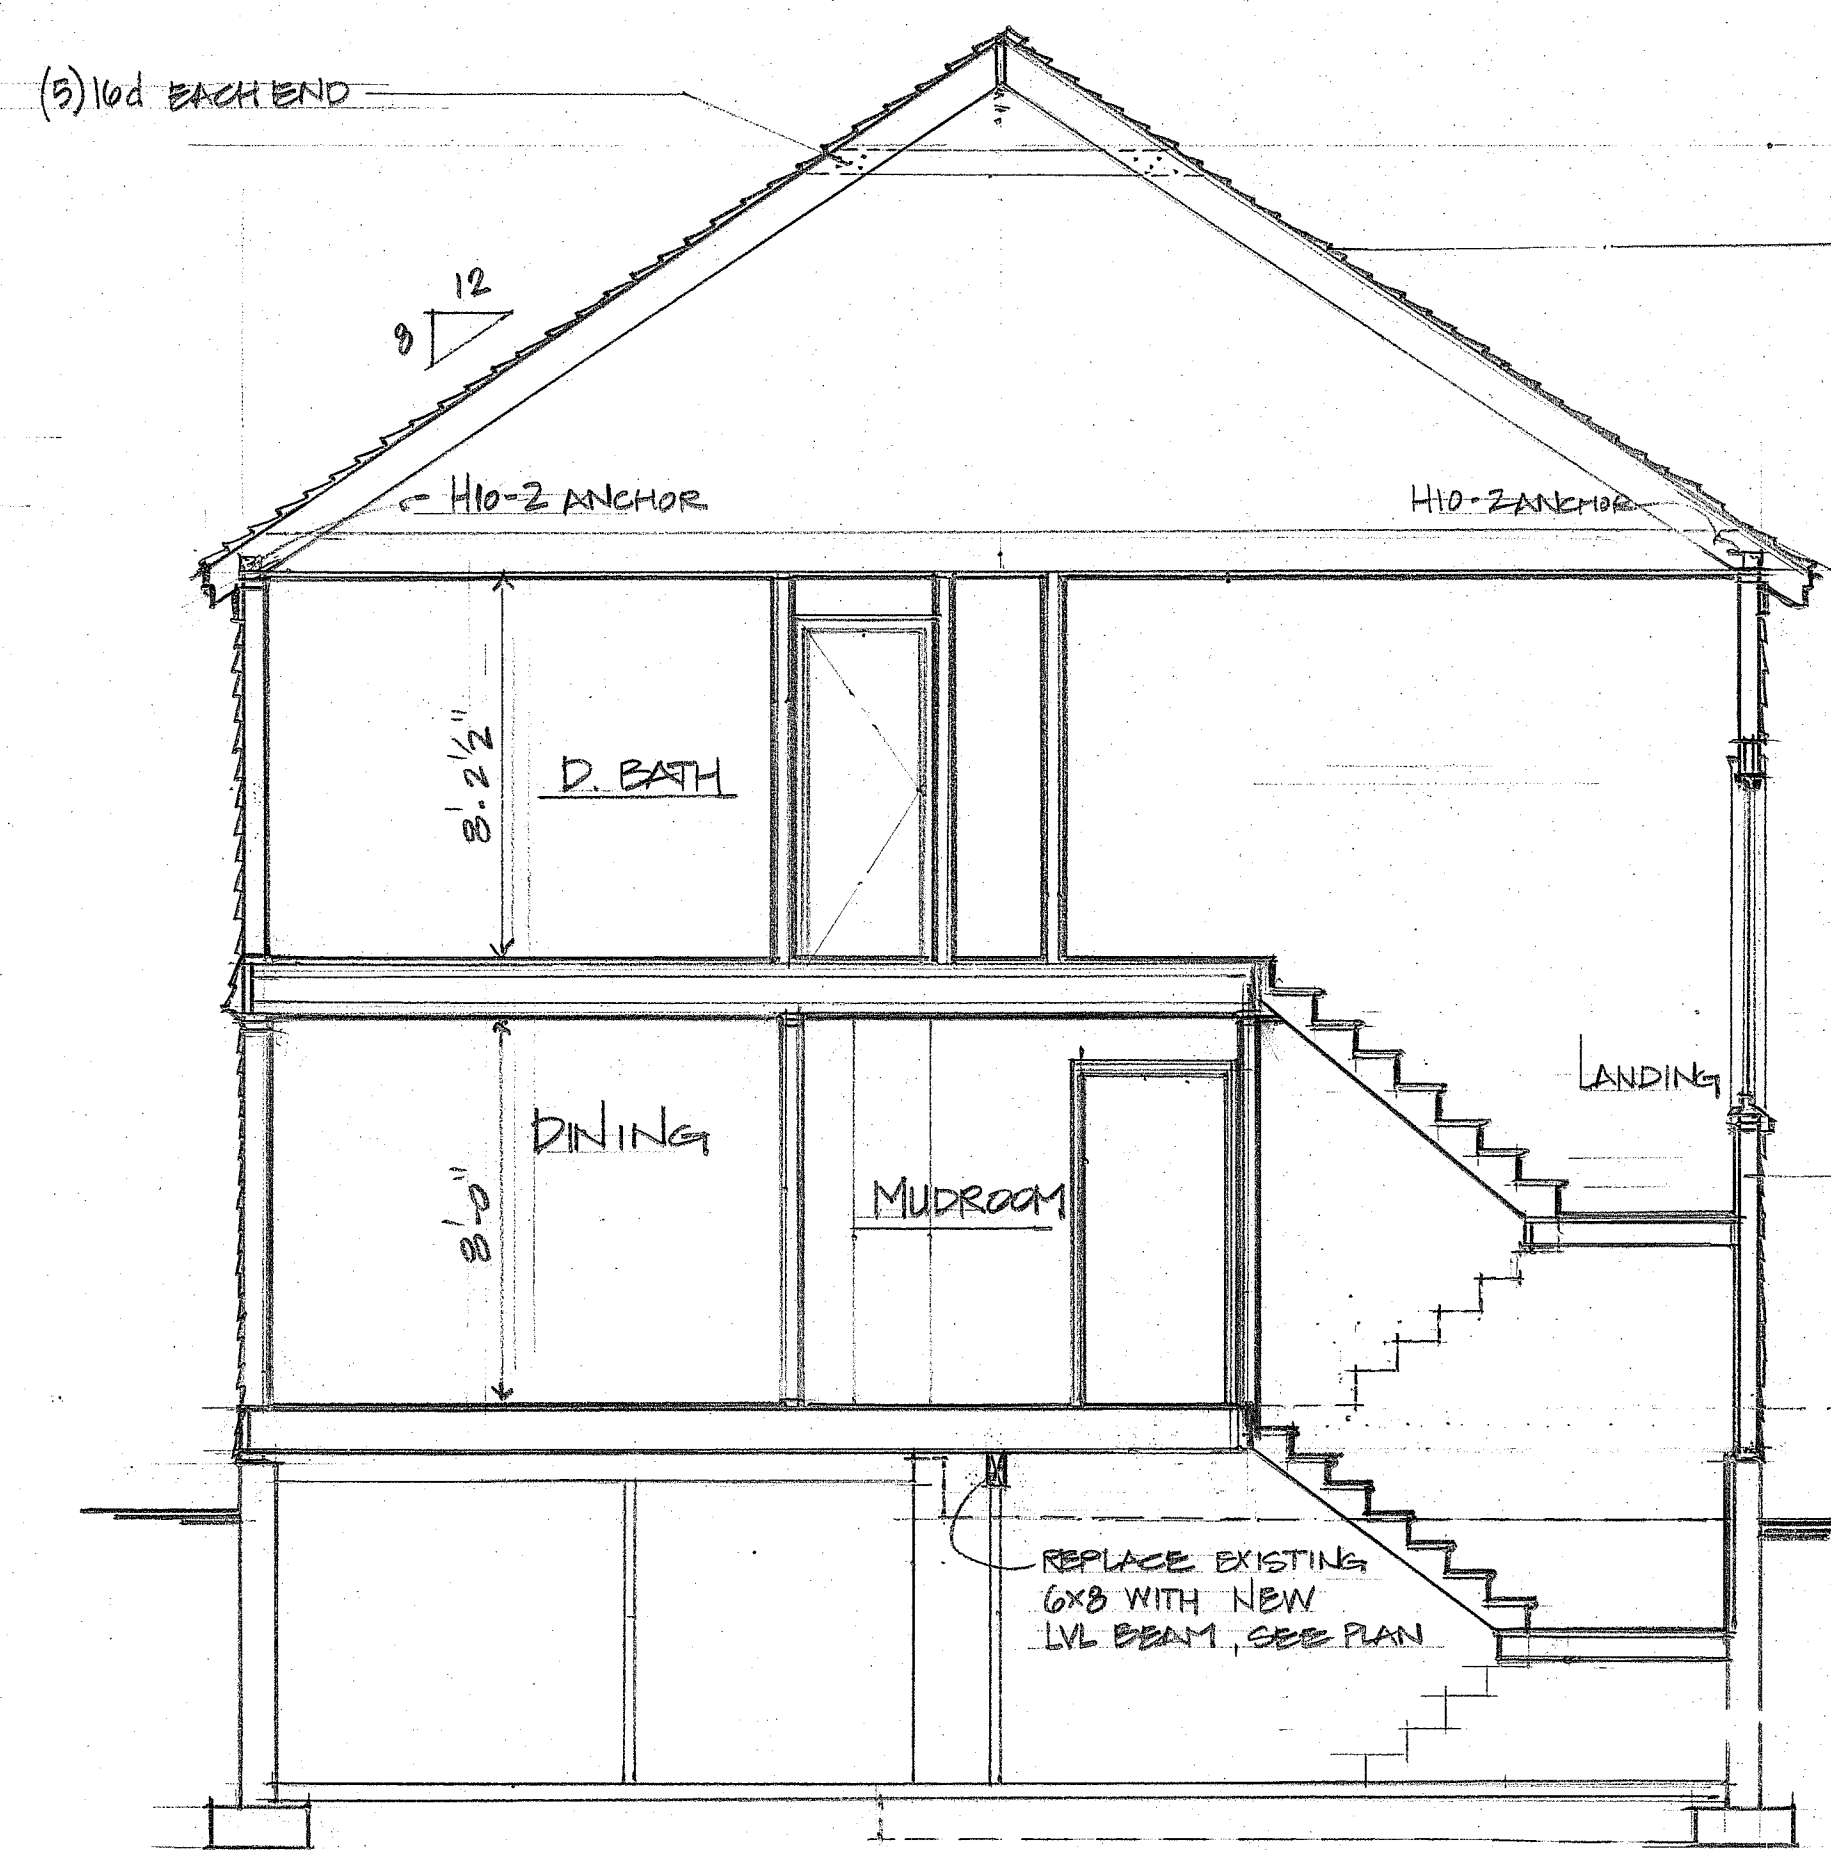 (5) 16d EACH END
12
8
H10-2 ANCHOR
H10-2 ANCHOR
8'-2 1/2"
D. BATH
LANDING
DINING
8'-0"
MUDROOM
REPLACE EXISTING
6x8 WITH NEW
LVL BEAM, SEE PLAN